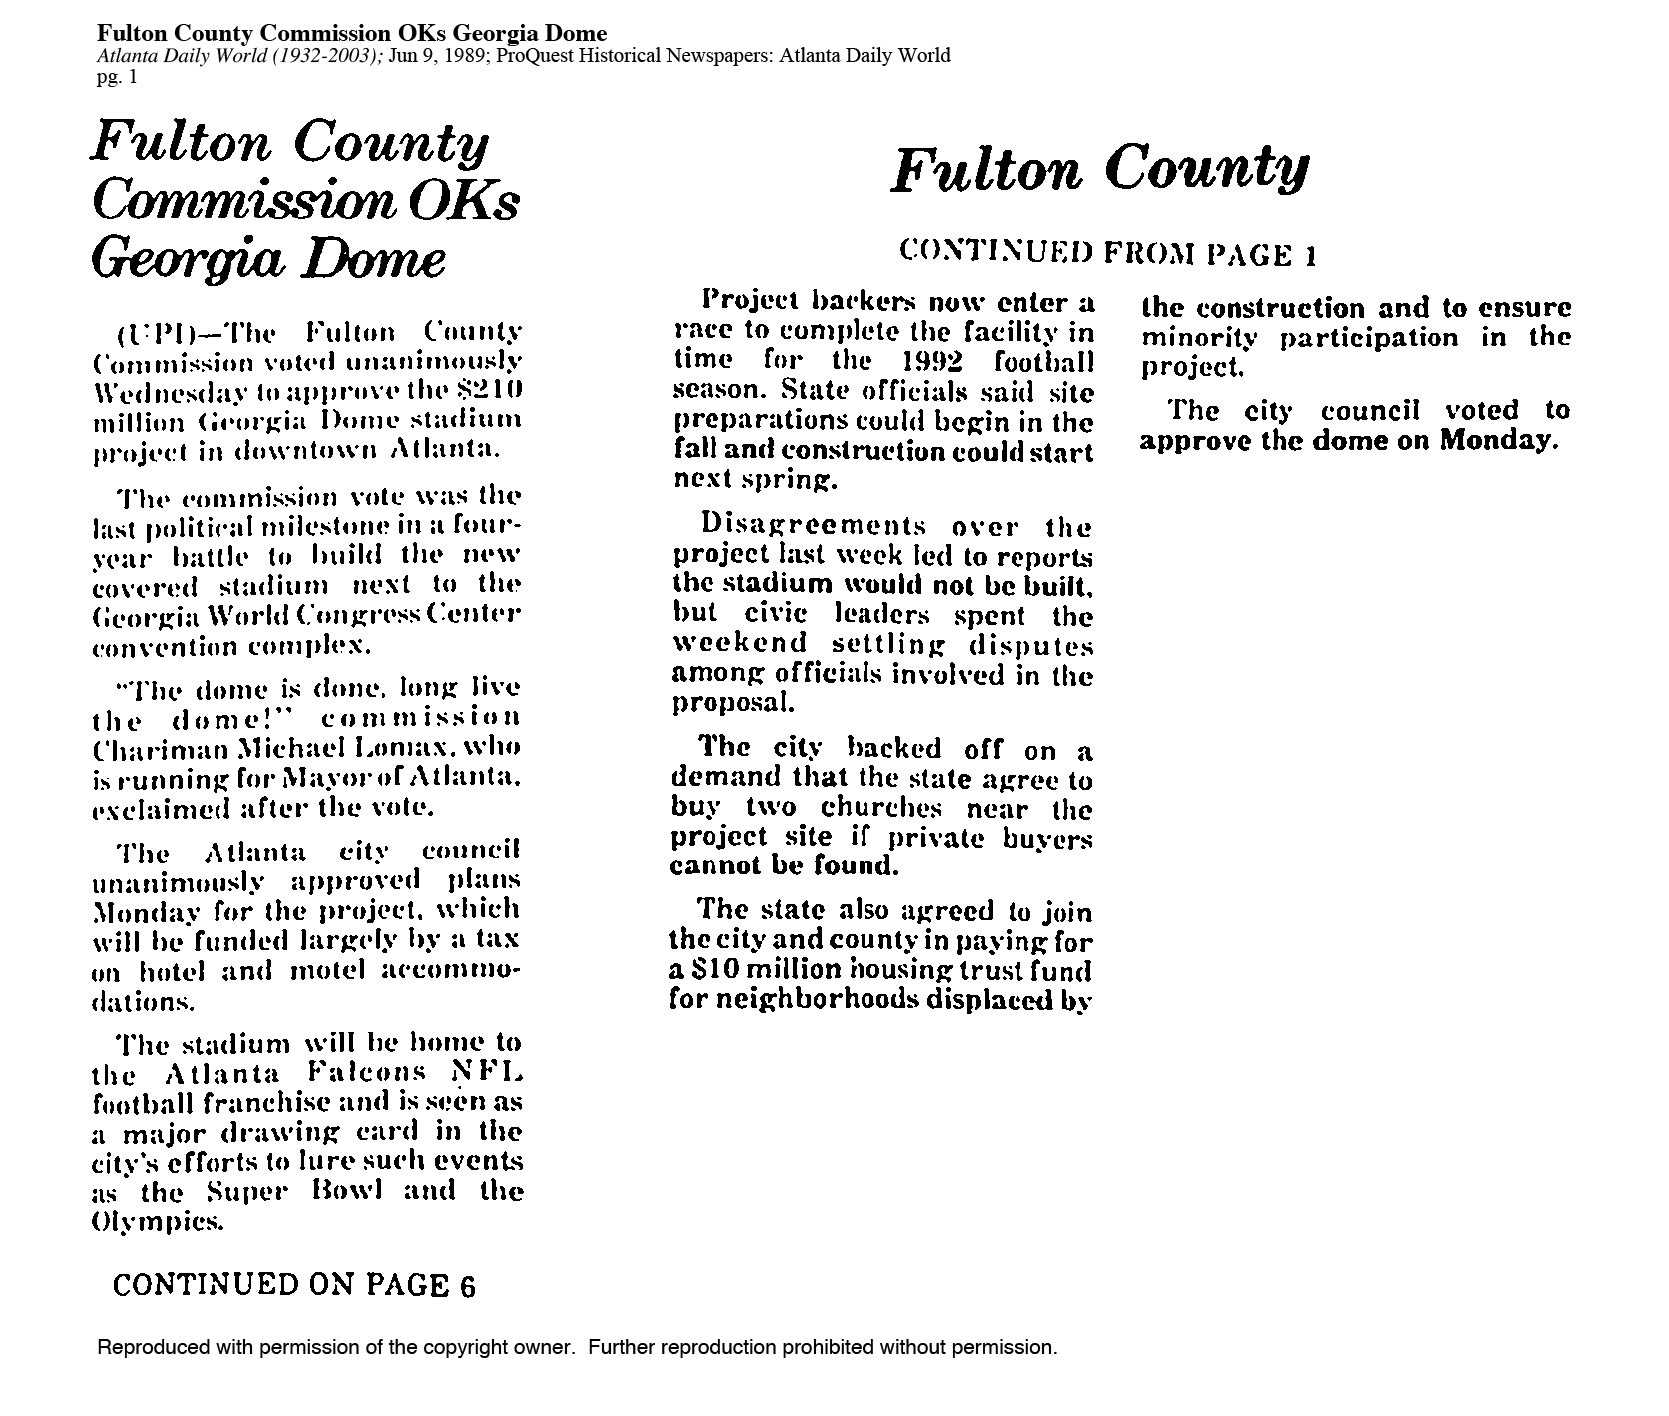 Fulton County Commission OKs Georgia Dome
Atlanta Daily World (1932-2003); Jun 9, 1989; ProQuest Historical Newspapers: Atlanta Daily World
pg. 1
Fulton County
Commission OKs
Georgia Dome
(UPI)—The Fulton County
Commission voted unanimously
Wednesday to approve the $210
million Georgia Dome stadium
project in downtown Atlanta.
The commission vote was the
last political milestone in a four-
year battle to build the new
covered stadium next to the
Georgia World Congress Center
convention complex.
"The dome is done, long live
the dome!" commission
Chariman Michael Lomax, who
is running for Mayor of Atlanta,
exclaimed after the vote.
The Atlanta city council
unanimously approved plans
Monday for the project, which
will be funded largely by a tax
on hotel and motel accommo-
dations.
The stadium will be home to
the Atlanta Falcons NFL
football franchise and is seen as
a major drawing card in the
city's efforts to lure such events
as the Super Bowl and the
Olympics.
CONTINUED ON PAGE 6
Fulton County
CONTINUED FROM PAGE 1
Project backers now enter a
race to complete the facility in
time for the 1992 football
season. State officials said site
preparations could begin in the
fall and construction could start
next spring.
Disagreements over the
project last week led to reports
the stadium would not be built,
but civic leaders spent the
weekend settling disputes
among officials involved in the
proposal.
The city backed off on a
demand that the state agree to
buy two churches near the
project site if private buyers
cannot be found.
The state also agreed to join
the city and county in paying for
a $10 million housing trust fund
for neighborhoods displaced by
the construction and to ensure
minority participation in the
project.
The city council voted to
approve the dome on Monday.
Reproduced with permission of the copyright owner. Further reproduction prohibited without permission.